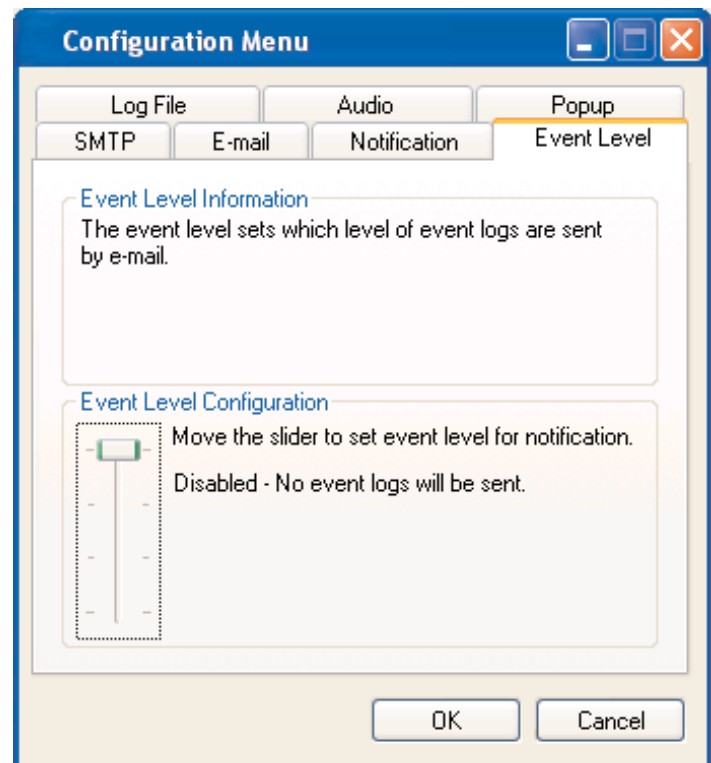 Configuration Menu
Log File
Audio
Popup
SMTP
E-mail
Notification
Event Level
Event Level Information
The event level sets which level of event logs are sent
by e-mail.
Event Level Configuration
Move the slider to set event level for notification.
Disabled - No event logs will be sent.
OK
Cancel